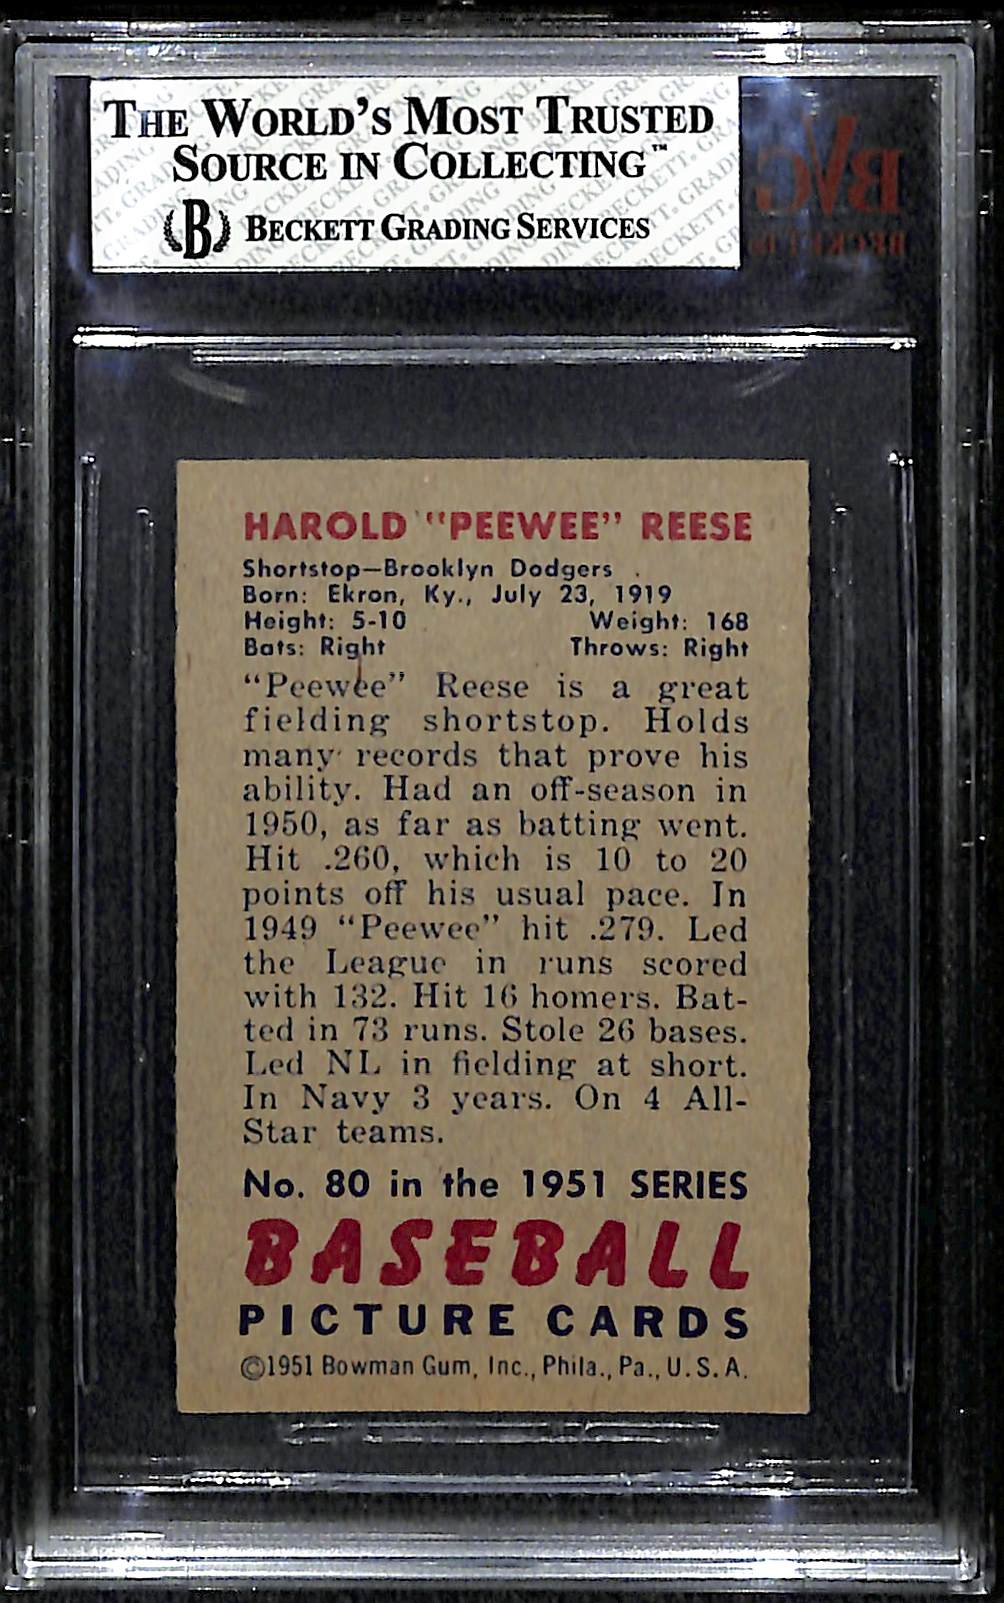 THE WORLD'S MOST TRUSTED
SOURCE IN COLLECTING™
B BECKETT GRADING SERVICES
BVG
HAROLD "PEEWEE" REESE
Shortstop—Brooklyn Dodgers
Born: Ekron, Ky., July 23, 1919
Height: 5-10 Weight: 168
Bats: Right Throws: Right
"Peewee" Reese is a great
fielding shortstop. Holds
many records that prove his
ability. Had an off-season in
1950, as far as batting went.
Hit .260, which is 10 to 20
points off his usual pace. In
1949 "Peewee" hit .279. Led
the League in runs scored
with 132. Hit 16 homers. Bat-
ted in 73 runs. Stole 26 bases.
Led NL in fielding at short.
In Navy 3 years. On 4 All-
Star teams.
No. 80 in the 1951 SERIES
BASEBALL
PICTURE CARDS
©1951 Bowman Gum, Inc., Phila., Pa., U.S.A.